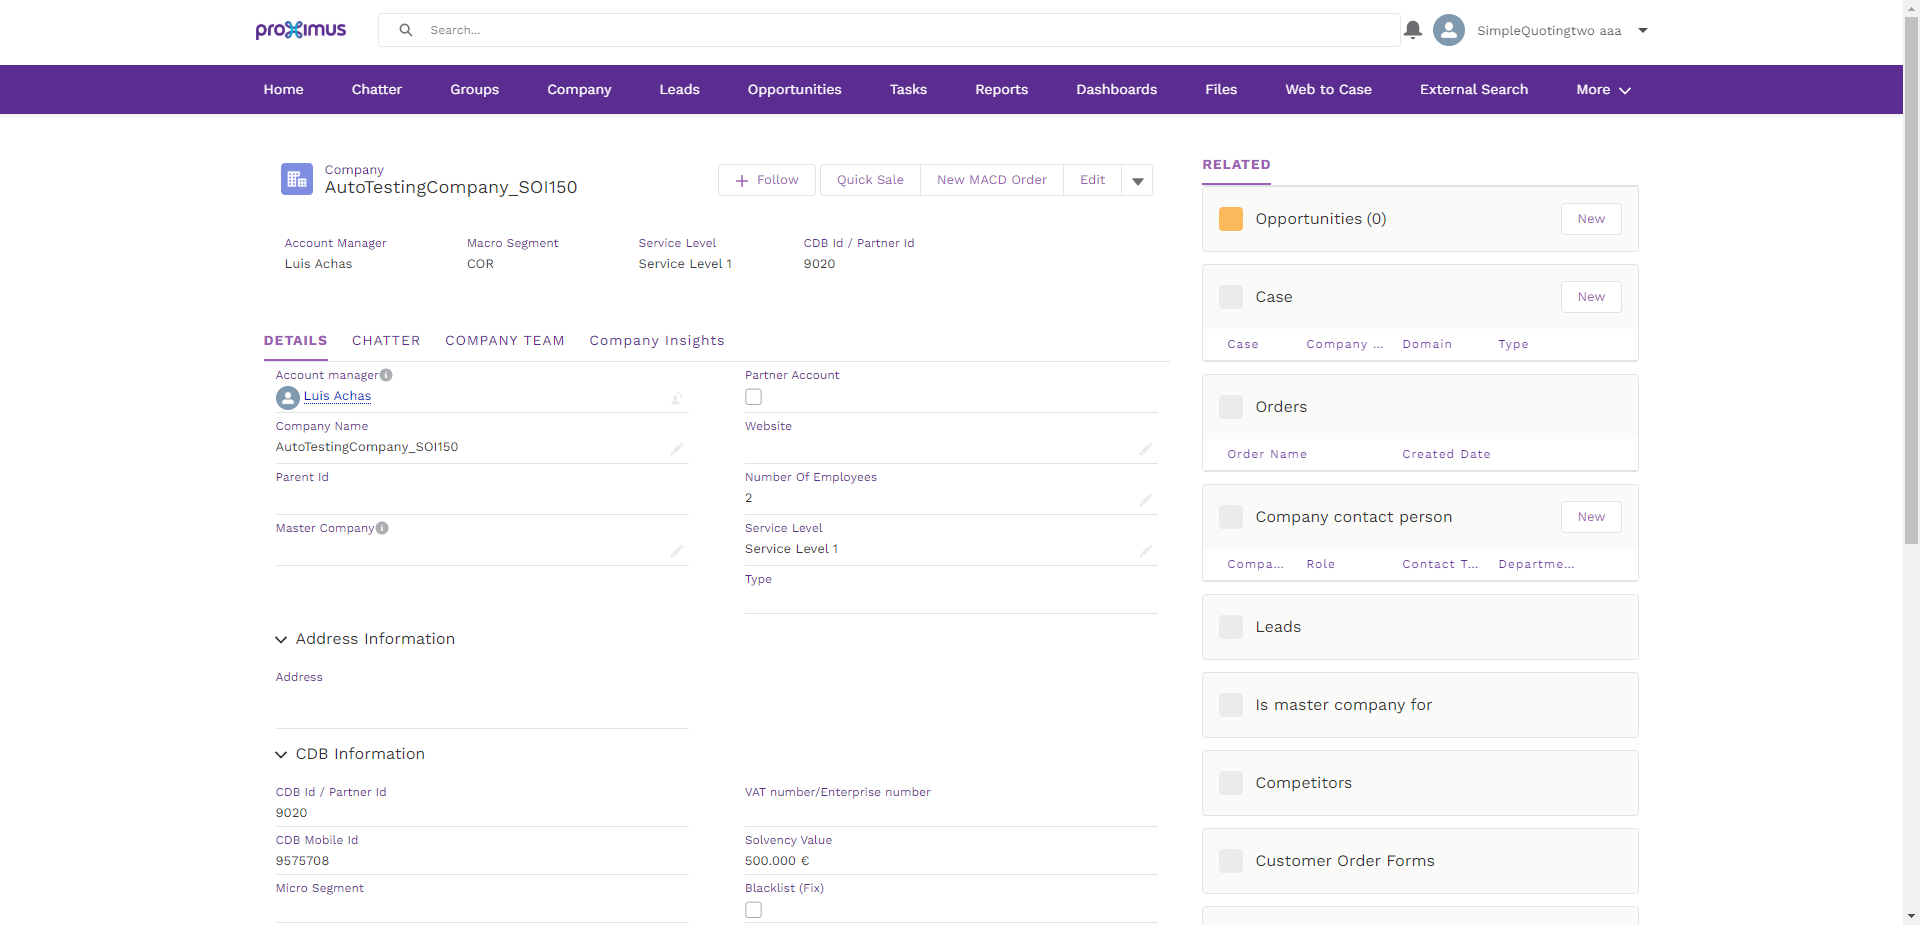 proximus
Search...
SimpleQuotingtwo aaa
Home Chatter Groups Company Leads Opportunities Tasks Reports Dashboards Files Web to Case External Search More
Company
AutoTestingCompany_SOI150
Follow Quick Sale New MACD Order Edit
Account Manager Macro Segment Service Level CDB Id / Partner Id
Luis Achas COR Service Level 1 9020
DETAILS CHATTER COMPANY TEAM Company Insights
Account manager
Luis Achas
Partner Account
Company Name
AutoTestingCompany_SOI150
Website
Parent Id
Number Of Employees
2
Master Company
Service Level
Service Level 1
Type
Address Information
Address
CDB Information
CDB Id / Partner Id
9020
VAT number/Enterprise number
CDB Mobile Id
9575708
Solvency Value
500.000 €
Micro Segment
Blacklist (Fix)
RELATED
Opportunities (0) New
Case New
Case Company ... Domain Type
Orders
Order Name Created Date
Company contact person New
Compa... Role Contact T... Departme...
Leads
Is master company for
Competitors
Customer Order Forms